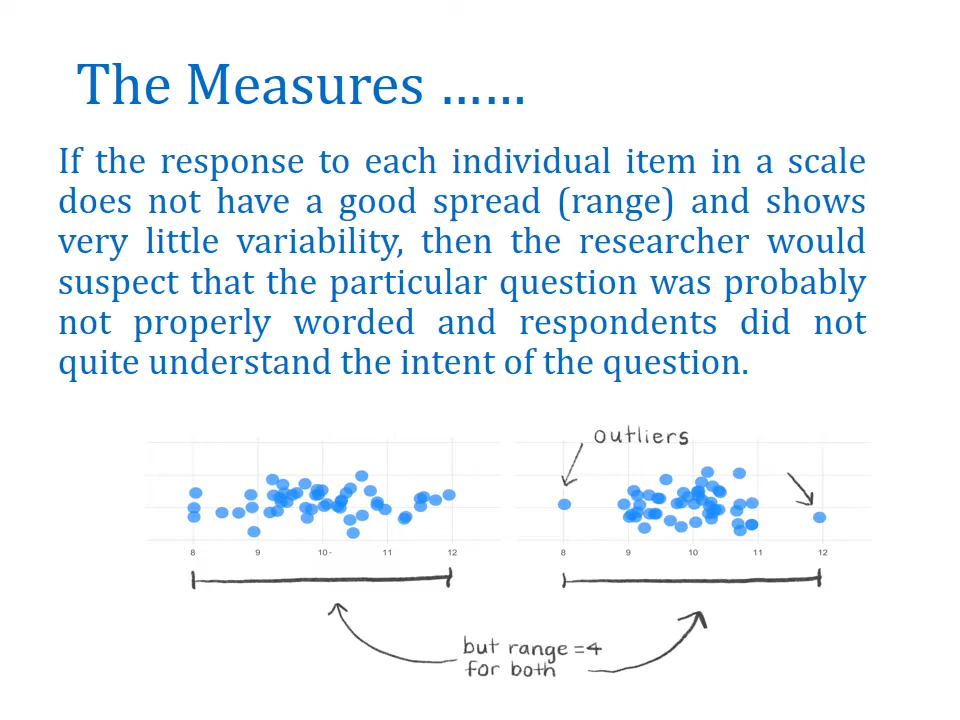 The Measures ……
If the response to each individual item in a scale
does not have a good spread (range) and shows
very little variability, then the researcher would
suspect that the particular question was probably
not properly worded and respondents did not
quite understand the intent of the question.
outliers
8 9 10- 11 12
8 9 10 11 12
but range =4
for both